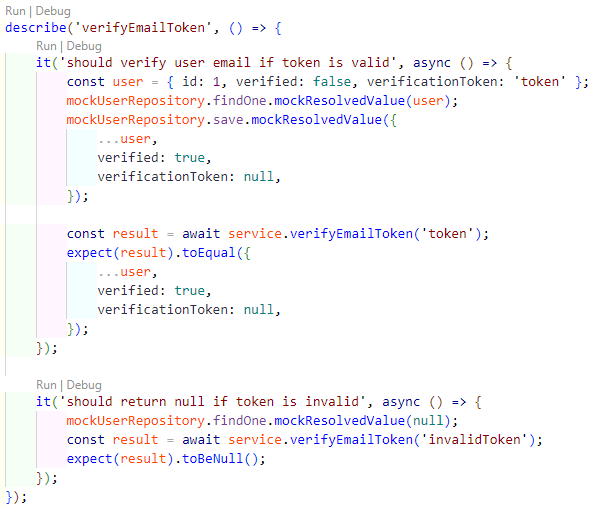 Run | Debug
describe('verifyEmailToken', () => {
Run | Debug
it('should verify user email if token is valid', async () => {
const user = { id: 1, verified: false, verificationToken: 'token' };
mockUserRepository.findOne.mockResolvedValue(user);
mockUserRepository.save.mockResolvedValue({
...user,
verified: true,
verificationToken: null,
});
const result = await service.verifyEmailToken('token');
expect(result).toEqual({
...user,
verified: true,
verificationToken: null,
});
});
Run | Debug
it('should return null if token is invalid', async () => {
mockUserRepository.findOne.mockResolvedValue(null);
const result = await service.verifyEmailToken('invalidToken');
expect(result).toBeNull();
});
});